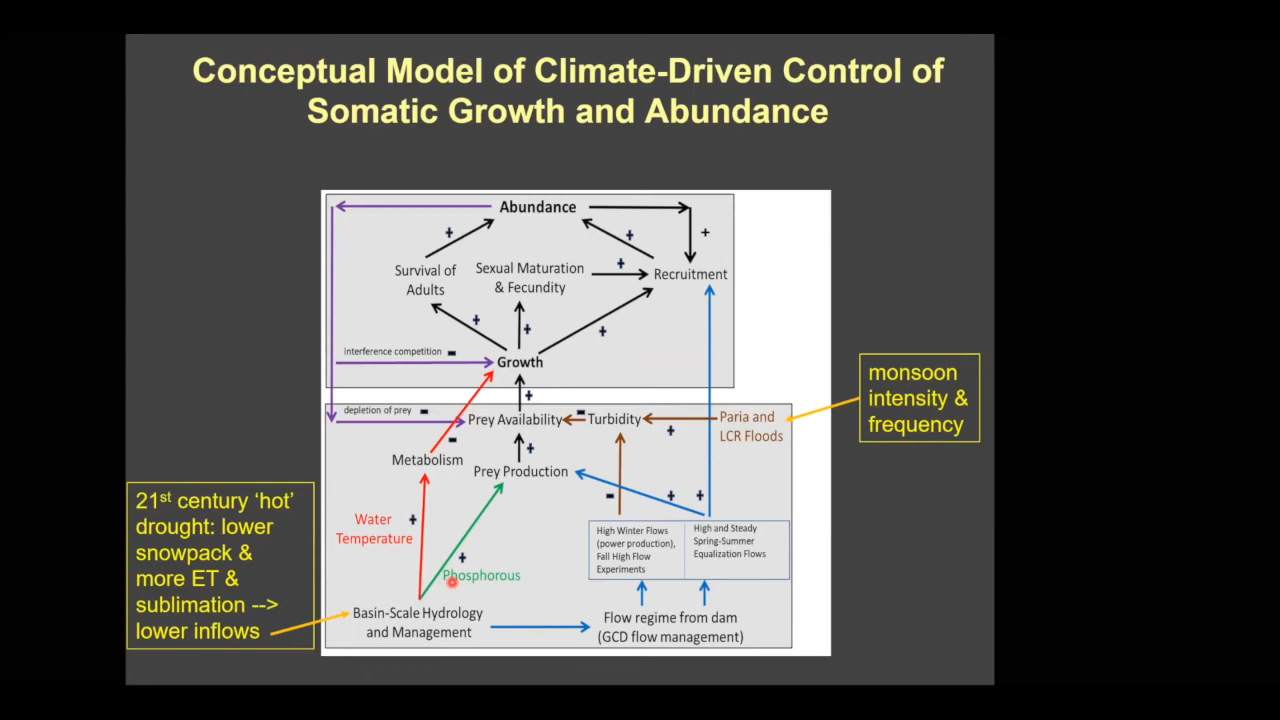 Conceptual Model of Climate-Driven Control of
Somatic Growth and Abundance
Abundance
+
+
+
Survival of
Adults
Sexual Maturation
& Fecundity
+
Recruitment
+
+
+
interference competition -
Growth
+
depletion of prey -
Prey Availability
-
Turbidity
+
Paria and
LCR Floods
monsoon
intensity &
frequency
-
Metabolism
+
Prey Production
-
+
+
21st century ‘hot’
drought: lower
snowpack &
more ET &
sublimation -->
lower inflows
Water
Temperature
+
+
Phosphorous
High Winter Flows
(power production),
Fall High Flow
Experiments
High and Steady
Spring-Summer
Equalization Flows
Basin-Scale Hydrology
and Management
Flow regime from dam
(GCD flow management)